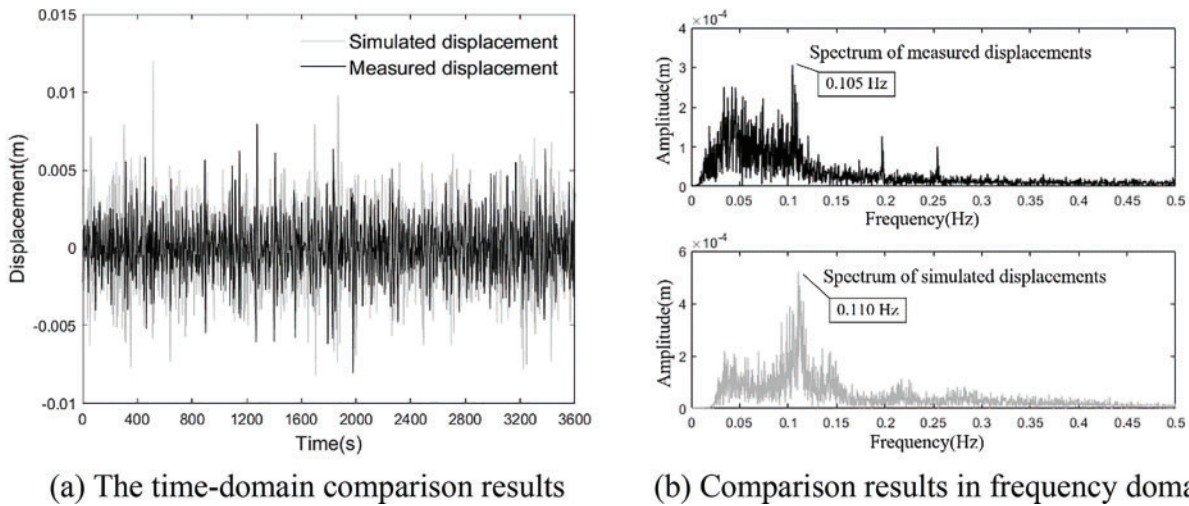 0.015
Simulated displacement
Measured displacement
0.01
0.005
0
-0.005
-0.01
Displacement(m)
0 400 800 1200 1600 2000 2400 2800 3200 3600
Time(s)
(a) The time-domain comparison results
×10-4
4
3
2
1
0
Amplitude(m)
Spectrum of measured displacements
0.105 Hz
0 0.05 0.1 0.15 0.2 0.25 0.3 0.35 0.4 0.45 0.5
Frequency(Hz)
×10-4
6
4
2
0
Amplitude(m)
Spectrum of simulated displacements
0.110 Hz
0 0.05 0.1 0.15 0.2 0.25 0.3 0.35 0.4 0.45 0.5
Frequency(Hz)
(b) Comparison results in frequency doma